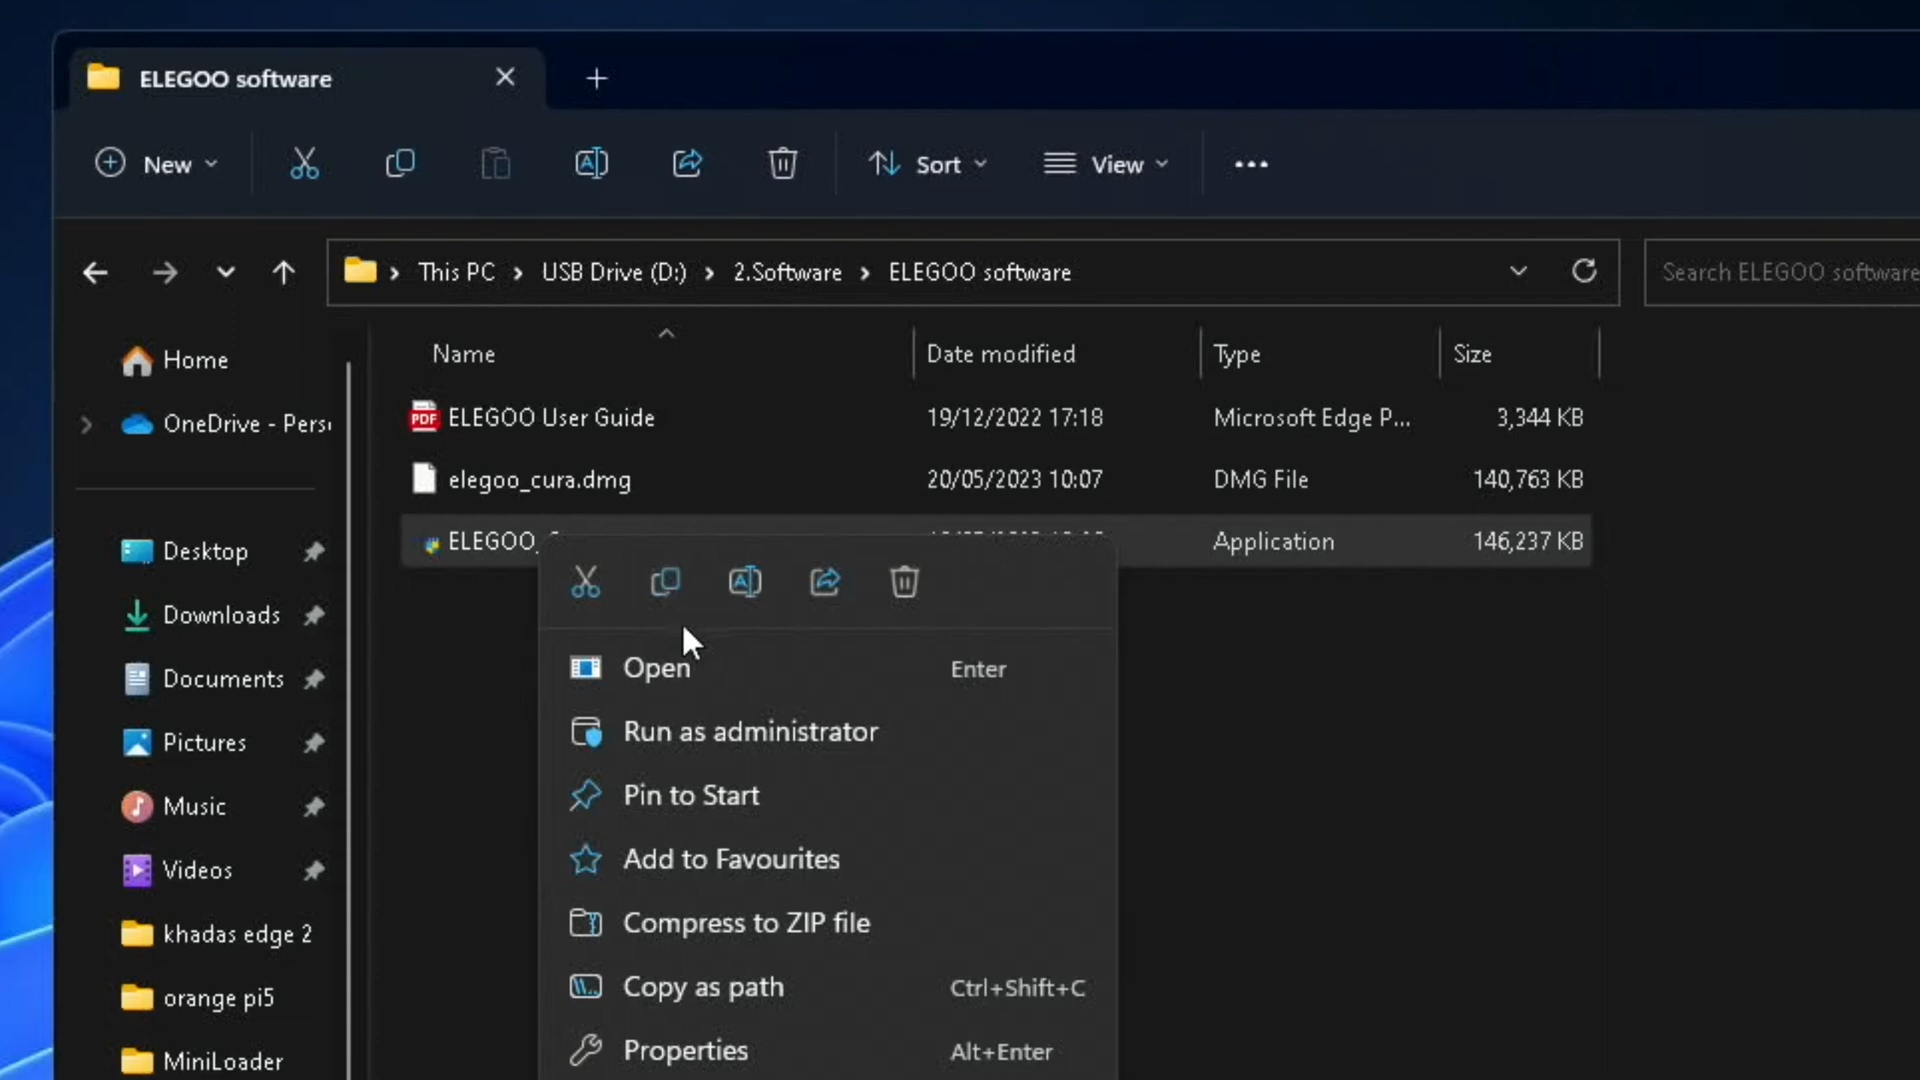 ELEGOO software
New
Sort
View
This PC
USB Drive (D:)
2.Software
ELEGOO software
Search ELEGOO software
Home
OneDrive - Pers
Desktop
Downloads
Documents
Pictures
Music
Videos
khadas edge 2
orange pi5
MiniLoader
Name Date modified Type Size
PDF ELEGOO User Guide 19/12/2022 17:18 Microsoft Edge P... 3,344 KB
elegoo_cura.dmg 20/05/2023 10:07 DMG File 140,763 KB
ELEGOO_ Application 146,237 KB
Open Enter
Run as administrator
Pin to Start
Add to Favourites
Compress to ZIP file
Copy as path Ctrl+Shift+C
Properties Alt+Enter